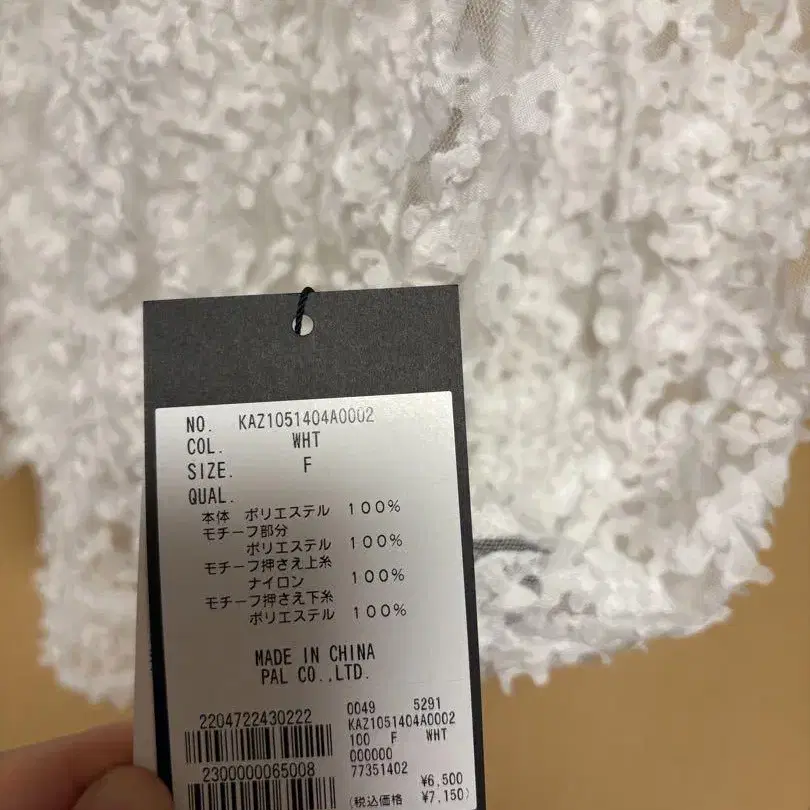 NO. KAZ1051404A0002
COL. WHT
SIZE. F
QUAL.
本体 ポリエステル 100%
モチーフ部分
ポリエステル 100%
モチーフ押さえ上糸
ナイロン 100%
モチーフ押さえ下糸
ポリエステル 100%
MADE IN CHINA
PAL CO.,LTD.
2204722430222
2300000065008
0049 5291
KAZ1051404A0002
100 F WHT
000000
77351402
¥6,500
(税込価格 ¥7,150)